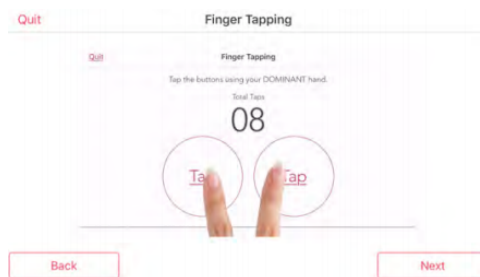 Quit Finger Tapping
Quit Finger Tapping
Tap the buttons using your DOMINANT hand.
Total Taps
08
Ta Tap
Back Next